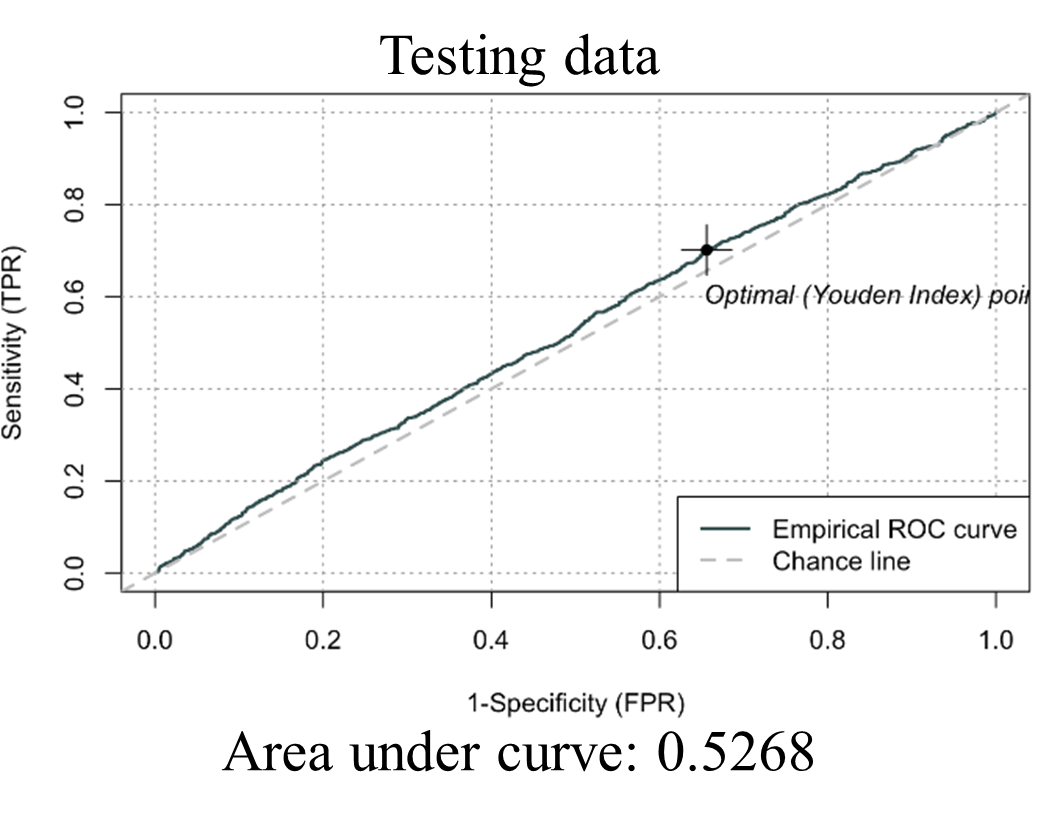 Testing data
1.0
0.8
0.6
0.4
0.2
0.0
Sensitivity (TPR)
Optimal (Youden Index)
Empirical ROC curve
Chance line
0.0 0.2 0.4 0.6 0.8 1.0
1-Specificity (FPR)
Area under curve: 0.5268